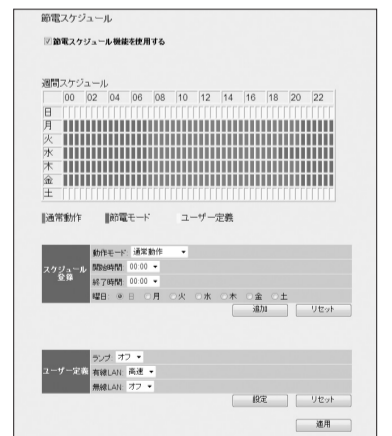 節電スケジュール
節電スケジュール機能を使用する
週間スケジュール
00 02 04 06 08 10 12 14 16 18 20 22
日
月
火
水
木
金
土
通常動作 節電モード ユーザー定義
スケジュール登録
動作モード: 通常動作
開始時間: 00:00
終了時間: 00:00
曜日: 日 月 火 水 木 金 土
追加 リセット
ユーザー定義
ランプ: オフ
有線LAN: 高速
無線LAN: オフ
設定 リセット
適用